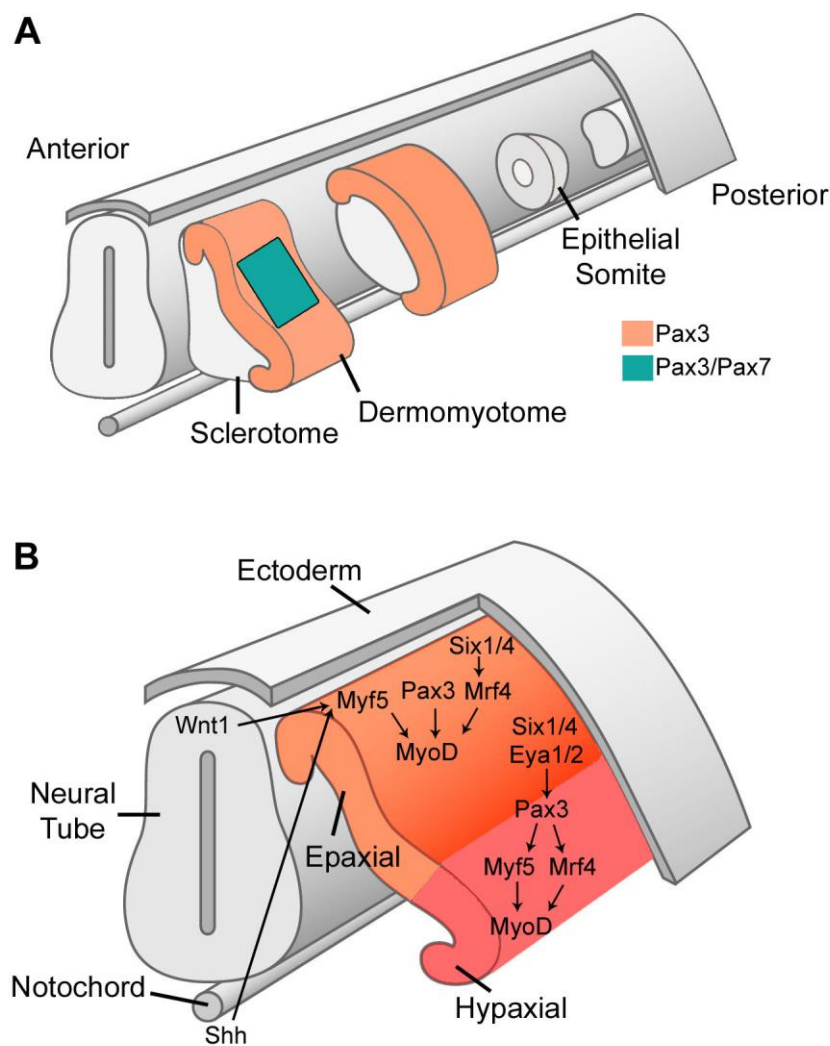 A
Anterior
Posterior
Epithelial
Somite
Pax3
Pax3/Pax7
Dermomyotome
Sclerotome
B
Ectoderm
Six1/4
Myf5 Pax3 Mrf4
Wnt1
MyoD
Six1/4
Eya1/2
Neural
Tube
Pax3
Epaxial
Myf5 Mrf4
MyoD
Notochord
Hypaxial
Shh